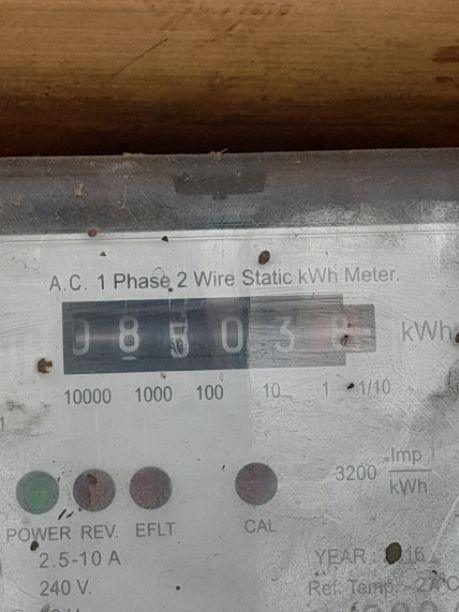 A.C. 1 Phase 2 Wire Static kWh Meter.
kWh
10000 1000 100 10 1 1/10
3200 Imp
kWh
POWER REV. EFLT CAL
2.5-10 A
240 V.
YEAR :
Ref. Temp.